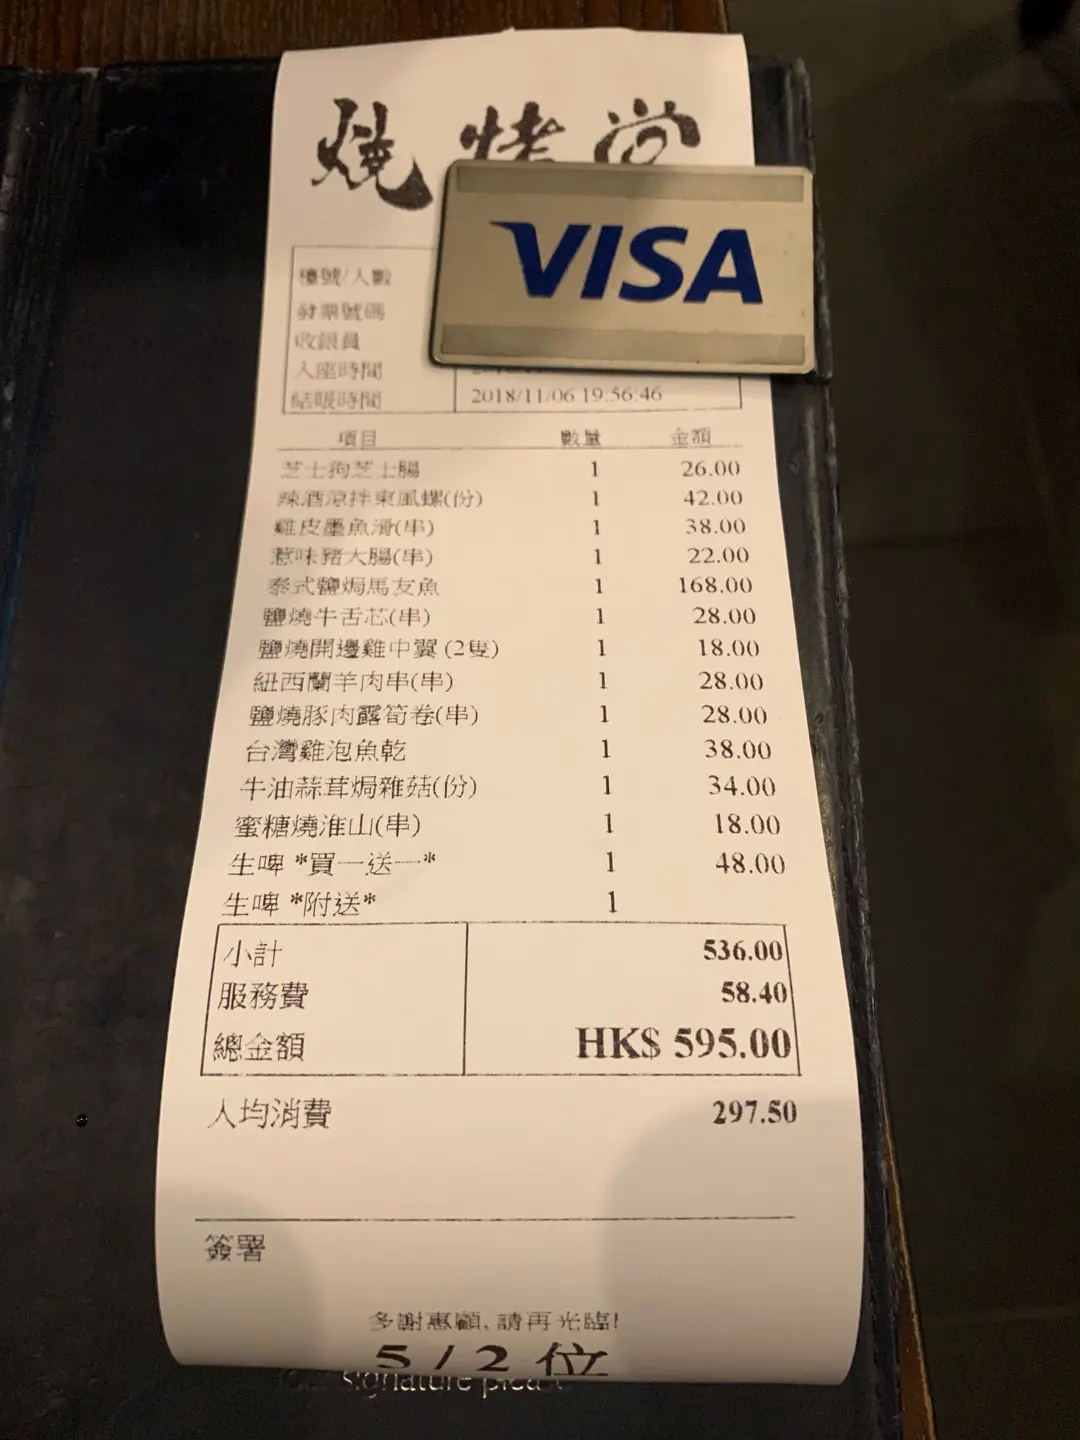 燒烤堂
VISA
檯號/人數
發票號碼
收銀員
入座時間
結賬時間 2018/11/06 19:56:46
項目 數量 金額
芝士狗芝士腸 1 26.00
辣酒涼拌東風螺(份) 1 42.00
雞皮墨魚滑(串) 1 38.00
惹味豬大腸(串) 1 22.00
泰式鹽焗馬友魚 1 168.00
鹽燒牛舌芯(串) 1 28.00
鹽燒開邊雞中翼 (2隻) 1 18.00
紐西蘭羊肉串(串) 1 28.00
鹽燒豚肉露筍卷(串) 1 28.00
台灣雞泡魚乾 1 38.00
牛油蒜茸焗雜菇(份) 1 34.00
蜜糖燒淮山(串) 1 18.00
生啤 *買一送一* 1 48.00
生啤 *附送* 1
小計 536.00
服務費 58.40
總金額 HK$ 595.00
人均消費 297.50
簽署
多謝惠顧, 請再光臨!
5 / 2 位
signature